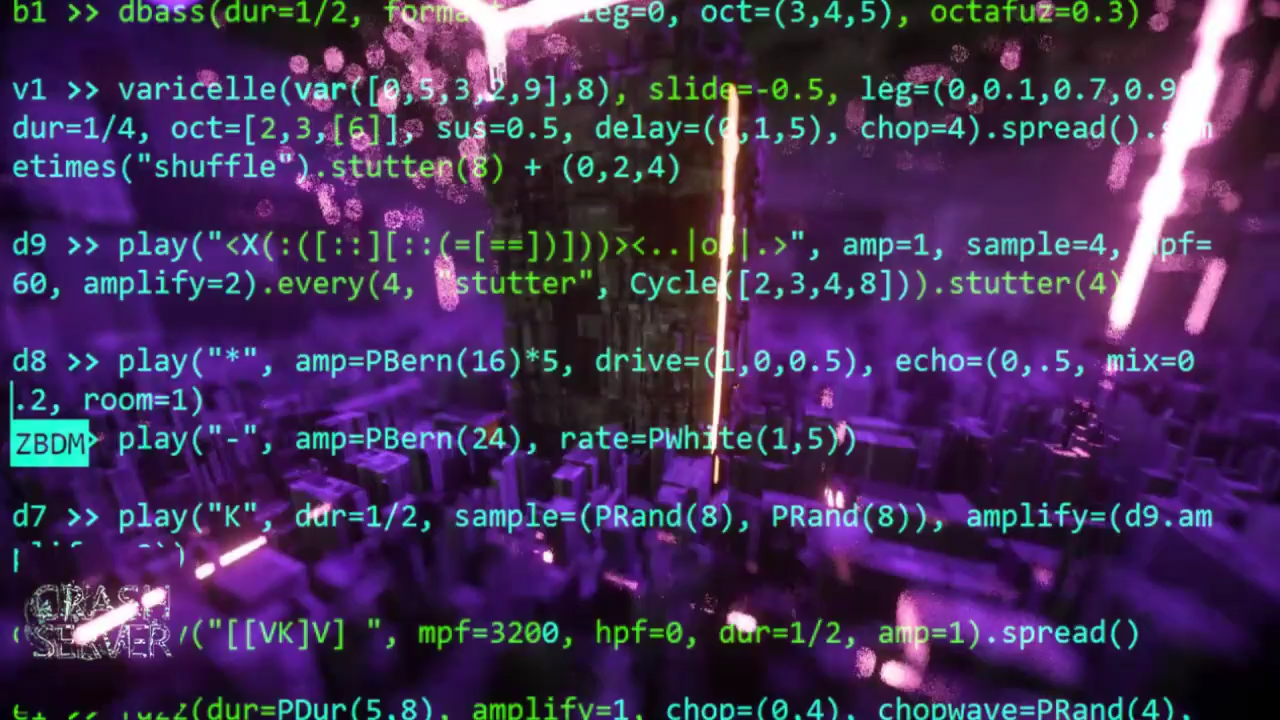 b1 >> dbass(dur=1/2, leg=0, oct=(3,4,5), octafuz=0.3)
v1 >> varicelle(var([0,5,3,2,9],8), slide=-0.5, leg=(0,0.1,0.7,0.9
dur=1/4, oct=[2,3,[6]], sus=0.5, delay=(0,1,5), chop=4).spread().som
etimes("shuffle").stutter(8) + (0,2,4)
d9 >> play("<X(:([::][::(=[==])]))><..|o3|.>", amp=1, sample=4, mpf=
60, amplify=2).every(4, "stutter", Cycle([2,3,4,8])).stutter(4)
d8 >> play("*", amp=PBern(16)*5, drive=(1,0,0.5), echo=(0,.5, mix=0
.2, room=1)
ZBDM> play("-", amp=PBern(24), rate=PWhite(1,5))
d7 >> play("K", dur=1/2, sample=(PRand(8), PRand(8)), amplify=(d9.am
CRASH
SERVER
("[[VK]V] ", mpf=3200, hpf=0, dur=1/2, amp=1).spread()
(dur=PDur(5,8), amplify=1, chop=(0,4), chopwave=PRand(4),